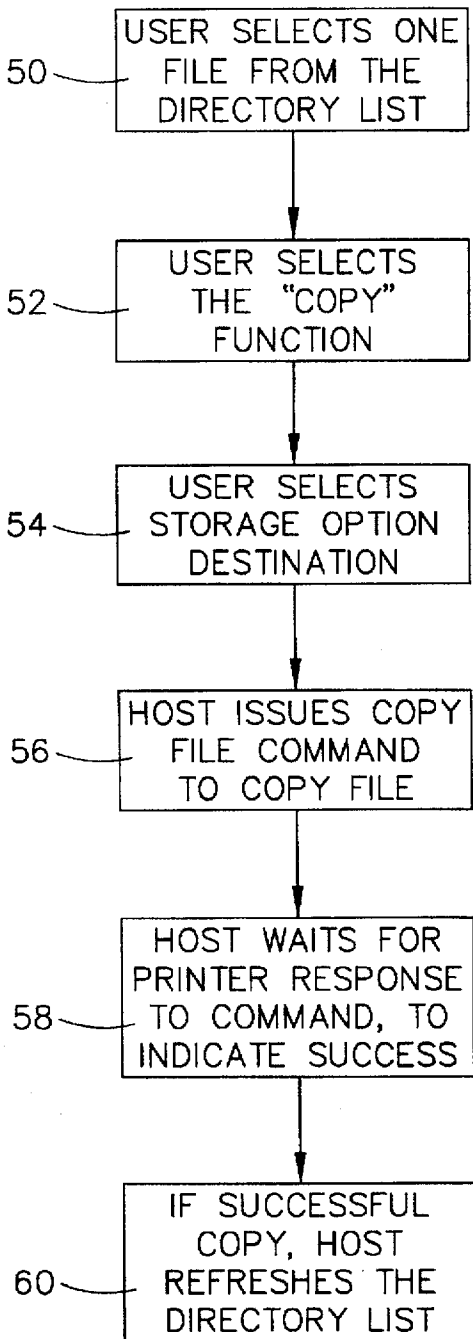 50
USER SELECTS ONE
FILE FROM THE
DIRECTORY LIST
52
USER SELECTS
THE "COPY"
FUNCTION
54
USER SELECTS
STORAGE OPTION
DESTINATION
56
HOST ISSUES COPY
FILE COMMAND
TO COPY FILE
58
HOST WAITS FOR
PRINTER RESPONSE
TO COMMAND, TO
INDICATE SUCCESS
60
IF SUCCESSFUL
COPY, HOST
REFRESHES THE
DIRECTORY LIST